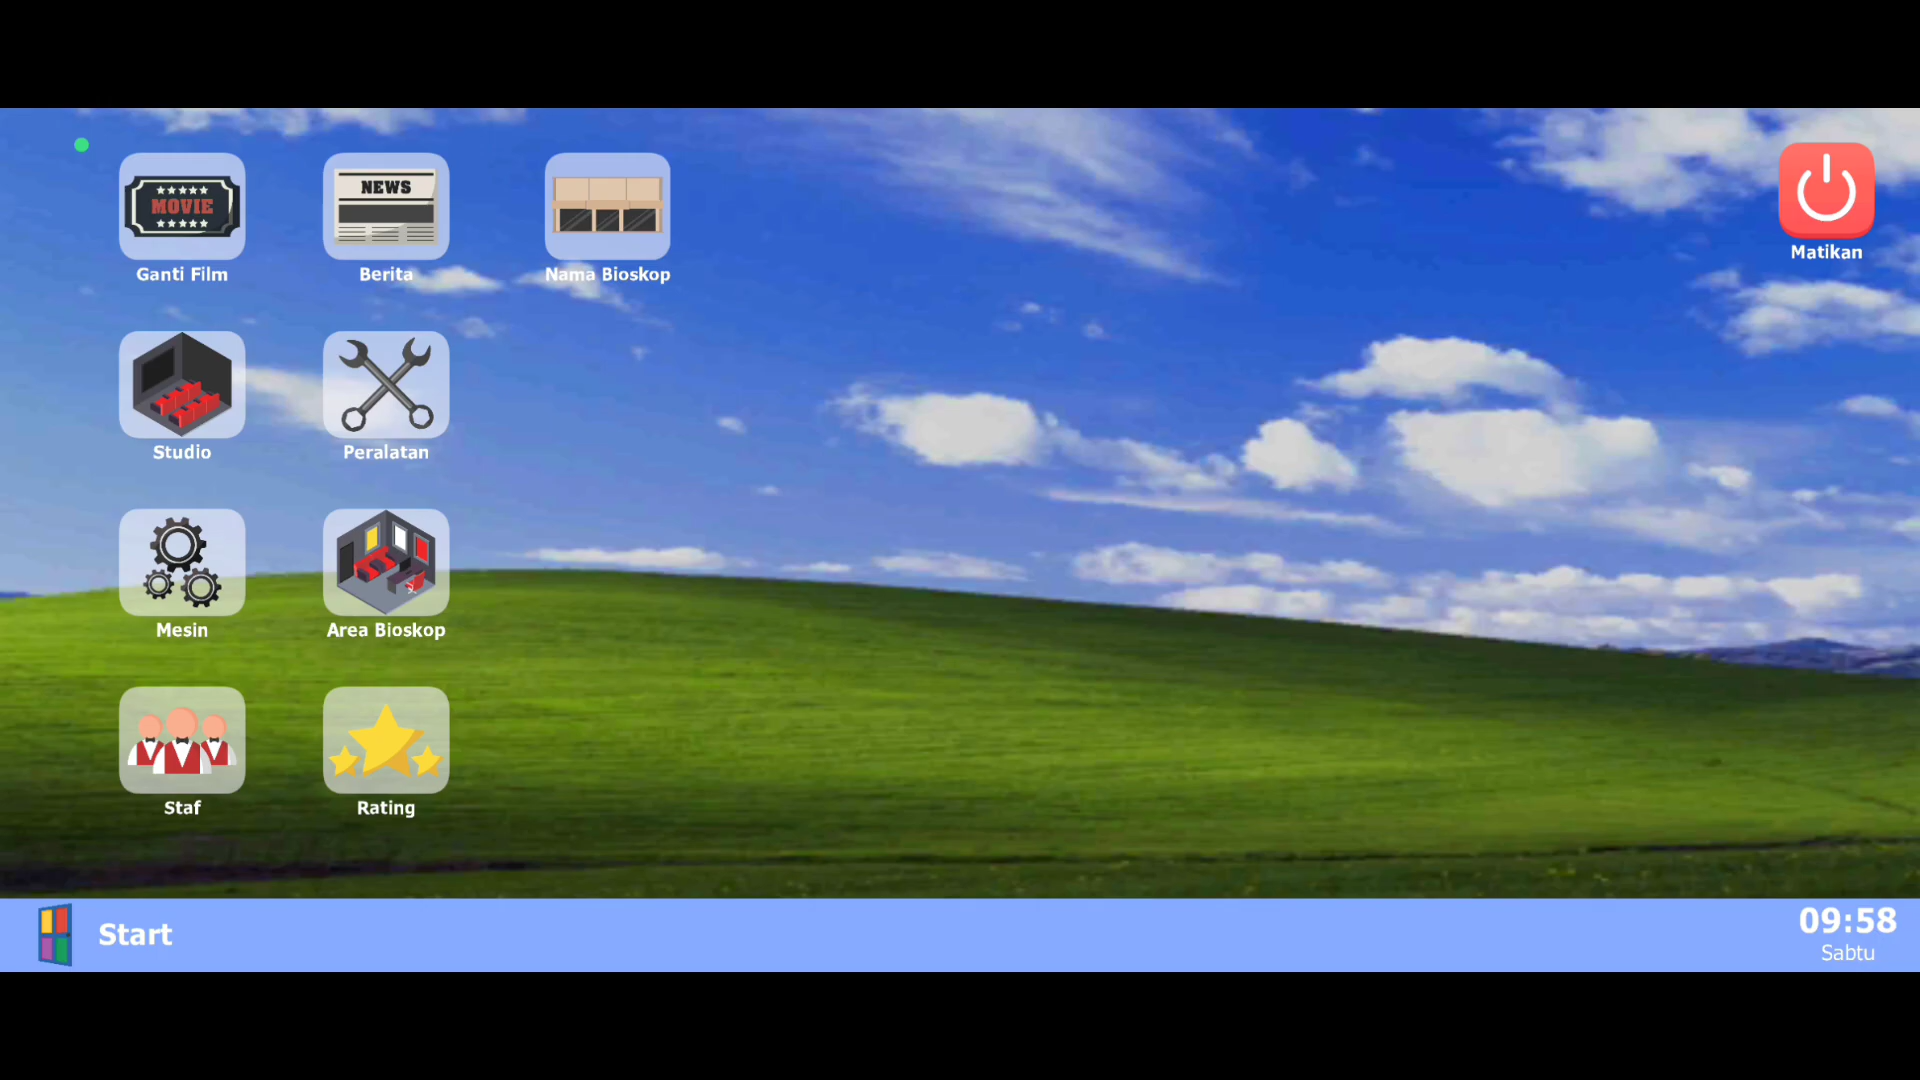 MOVIE
Ganti Film
NEWS
Berita
Nama Bioskop
Matikan
Studio
Peralatan
Mesin
Area Bioskop
Staf
Rating
Start
09:58
Sabtu